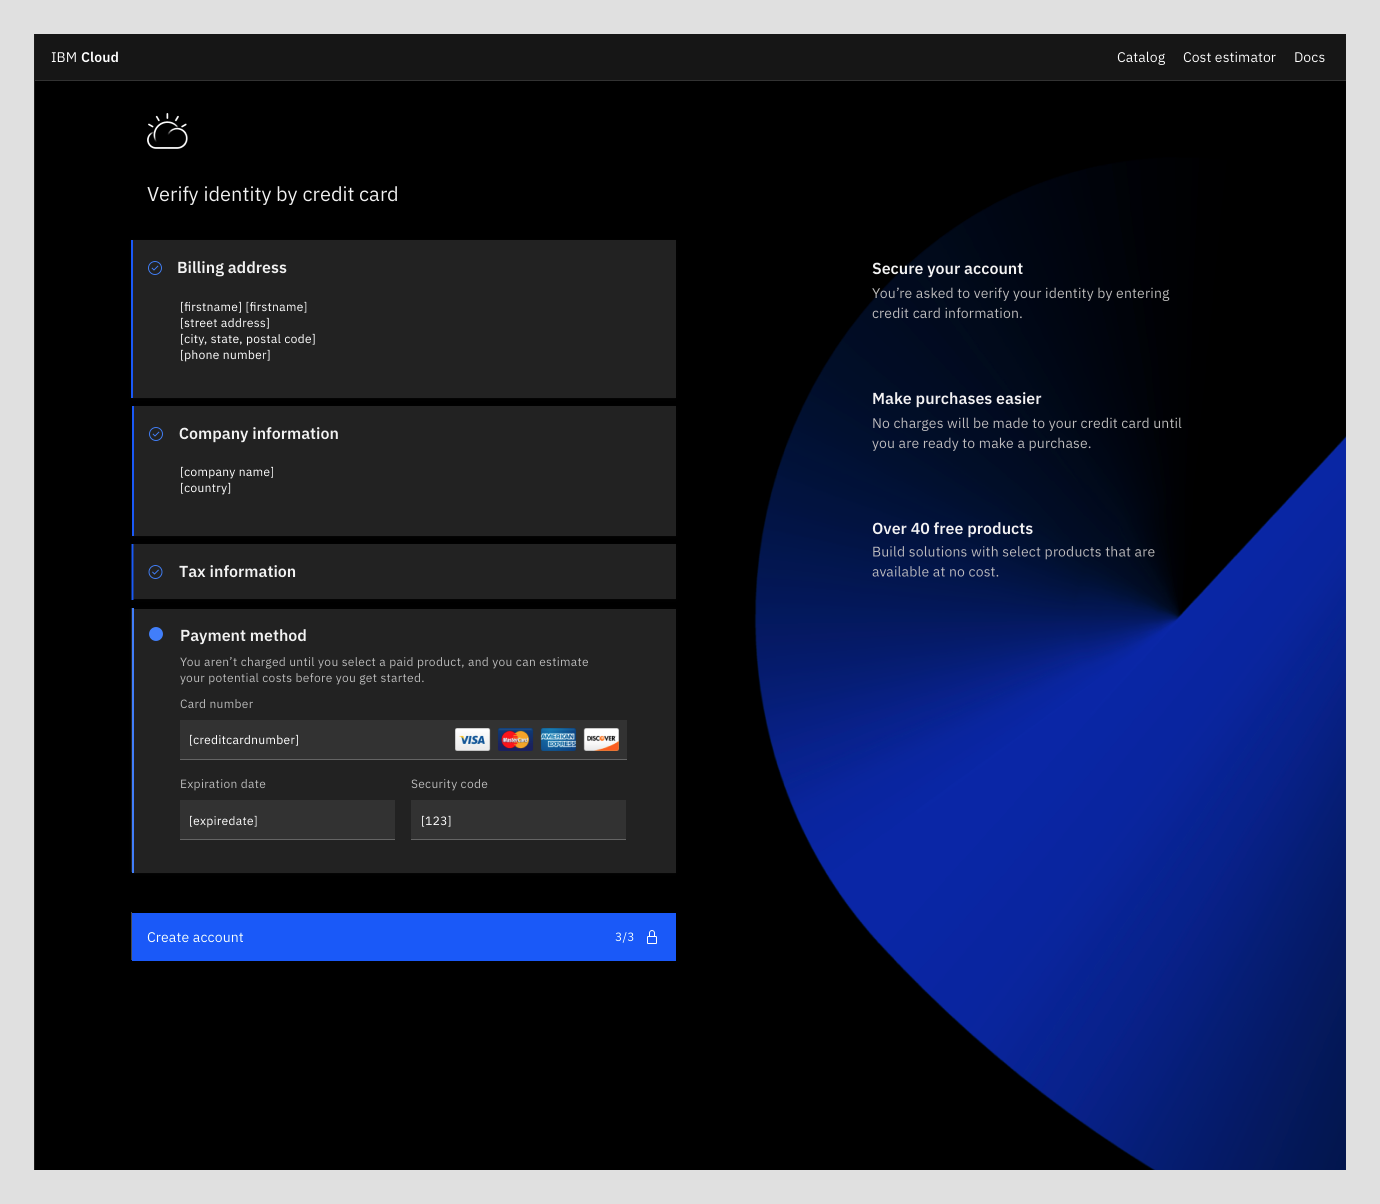 IBM Cloud
Catalog
Cost estimator
Docs
Verify identity by credit card
Billing address
[firstname] [firstname]
[street address]
[city, state, postal code]
[phone number]
Company information
[company name]
[country]
Tax information
Payment method
You aren’t charged until you select a paid product, and you can estimate
your potential costs before you get started.
Card number
[creditcardnumber]
VISA
MasterCard
AMERICAN
EXPRESS
DISCOVER
Expiration date
Security code
[expiredate]
[123]
Create account
3/3
Secure your account
You’re asked to verify your identity by entering
credit card information.
Make purchases easier
No charges will be made to your credit card until
you are ready to make a purchase.
Over 40 free products
Build solutions with select products that are
available at no cost.